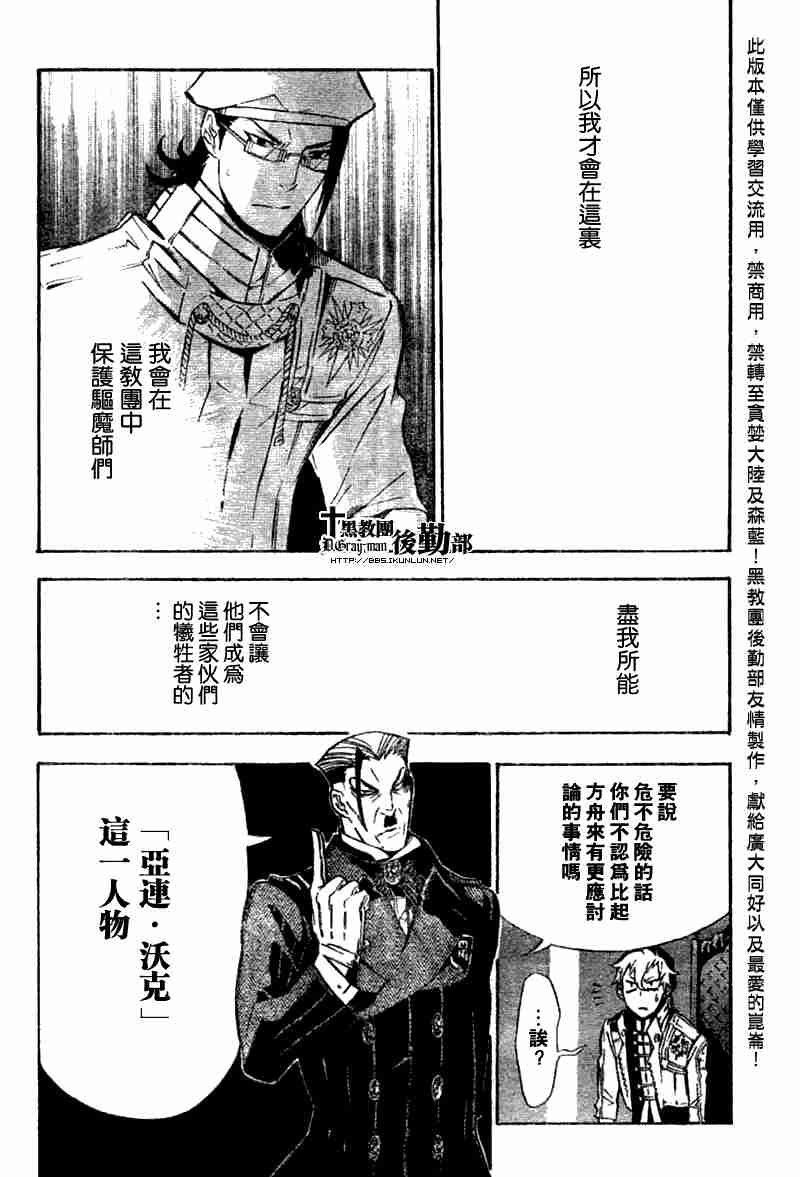 所以我才會在這裏
我會在
這教團中
保護驅魔師們
黑教團
D.Gray-man
後勤部
HTTP://BBS.IKUNLUN.NET/
盡我所能
不會讓
他們成爲
這些家伙們
的犧牲者的
…
要說
危不危險的話
你們不認爲比起
方舟來有更應討
論的事情嗎
…誒?
「亞連·沃克」
這一人物
此版本僅供學習交流用，禁商用，禁轉至貪婪大陸及森藍！黑教團後勤部友情製作，獻給廣大同好以及最愛的崑崙！